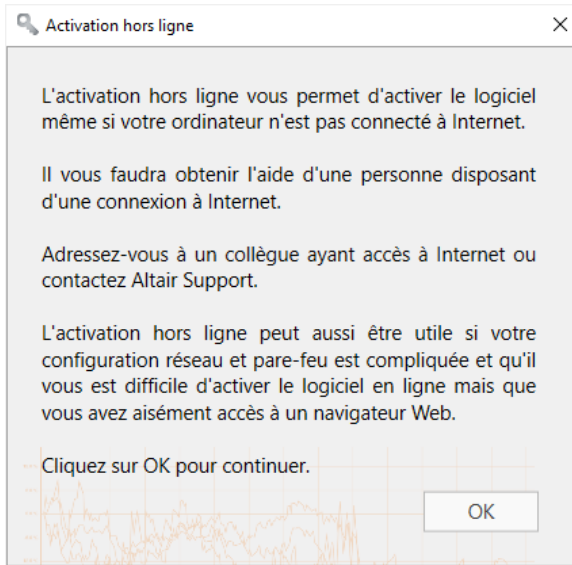 Activation hors ligne
L'activation hors ligne vous permet d'activer le logiciel
même si votre ordinateur n'est pas connecté à Internet.
Il vous faudra obtenir l'aide d'une personne disposant
d'une connexion à Internet.
Adressez-vous à un collègue ayant accès à Internet ou
contactez Altair Support.
L'activation hors ligne peut aussi être utile si votre
configuration réseau et pare-feu est compliquée et qu'il
vous est difficile d'activer le logiciel en ligne mais que
vous avez aisément accès à un navigateur Web.
Cliquez sur OK pour continuer.
OK